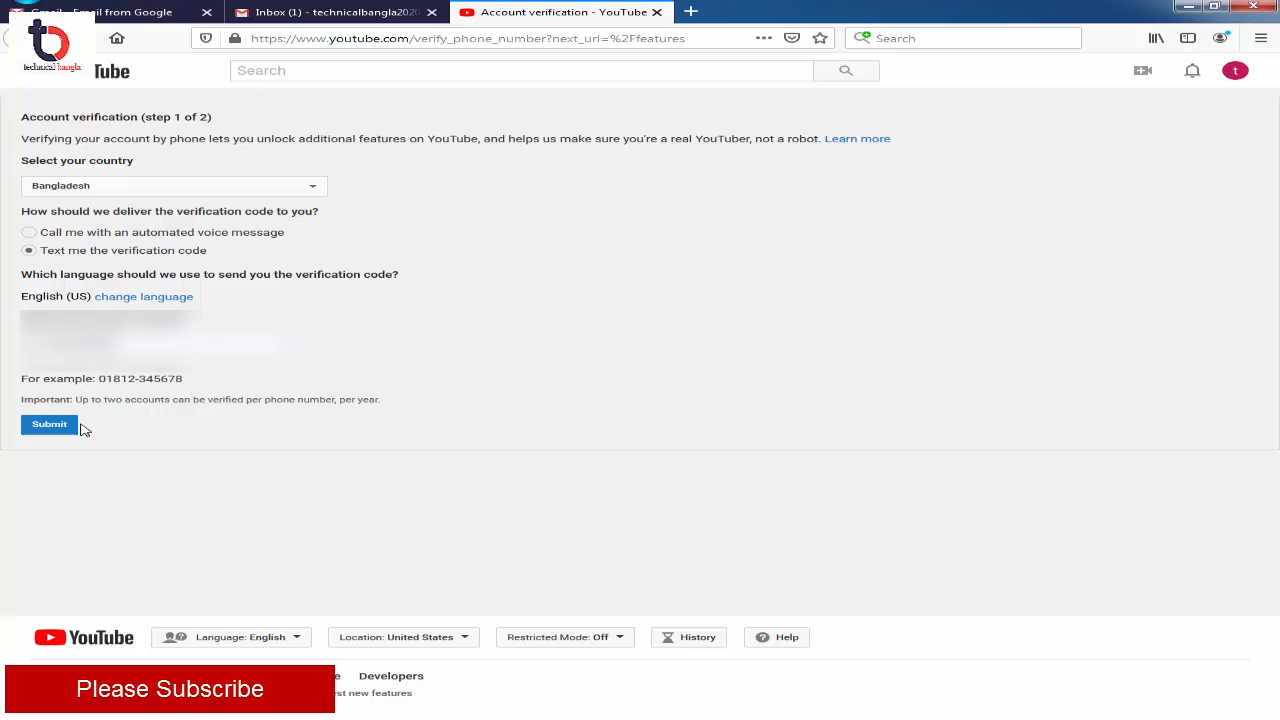 Email from Google
Inbox (1) - technicalbangla2020
Account verification - YouTube
https://www.youtube.com/verify_phone_number?next_url=%2Ffeatures
Search
technical bangla
Tube
Search
t
Account verification (step 1 of 2)
Verifying your account by phone lets you unlock additional features on YouTube, and helps us make sure you're a real YouTuber, not a robot. Learn more
Select your country
Bangladesh
How should we deliver the verification code to you?
Call me with an automated voice message
Text me the verification code
Which language should we use to send you the verification code?
English (US) change language
For example: 01812-345678
Important: Up to two accounts can be verified per phone number, per year.
Submit
YouTube
Language: English
Location: United States
Restricted Mode: Off
History
Help
Developers
new features
Please Subscribe